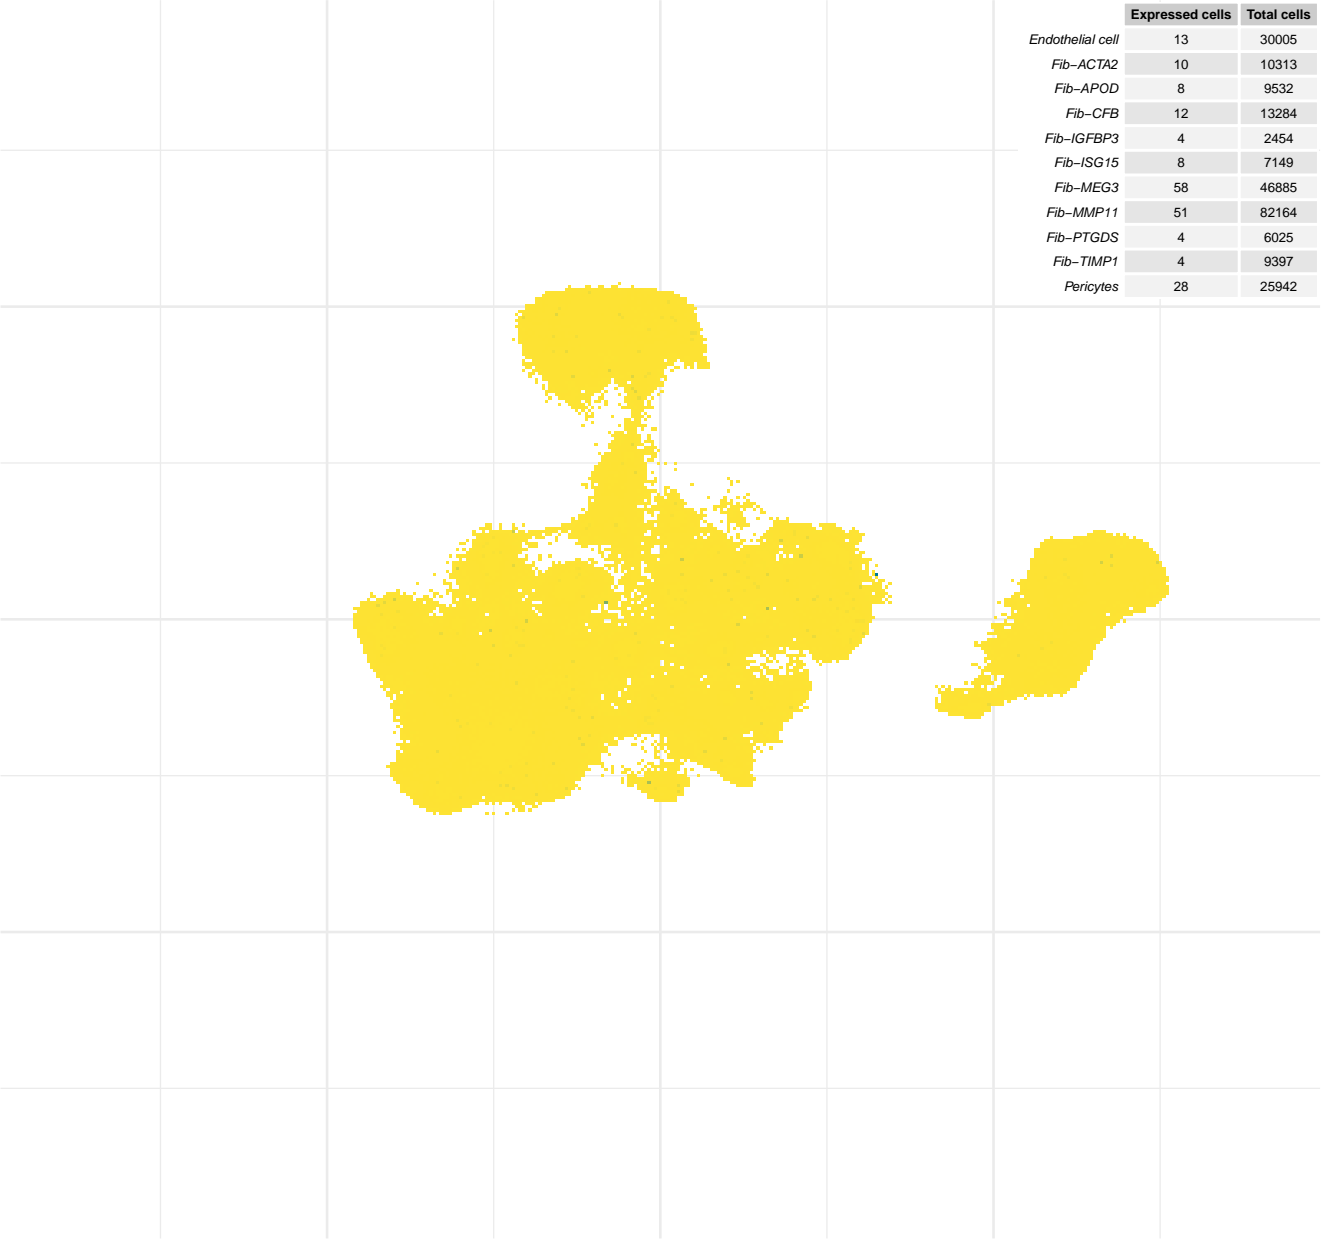 Expressed cells Total cells
Endothelial cell 13 30005
Fib−ACTA2 10 10313
Fib−APOD 8 9532
Fib−CFB 12 13284
Fib−IGFBP3 4 2454
Fib−ISG15 8 7149
Fib−MEG3 58 46885
Fib−MMP11 51 82164
Fib−PTGDS 4 6025
Fib−TIMP1 4 9397
Pericytes 28 25942